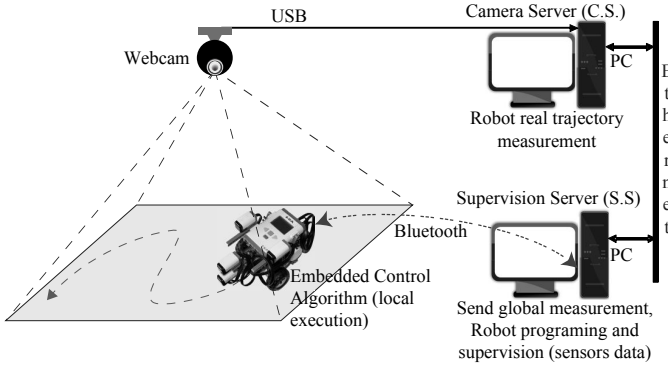 USB
Camera Server (C.S.)
Webcam
PC
Robot real trajectory
measurement
E
t
h
e
r
n
e
t
Supervision Server (S.S)
Bluetooth
PC
Embedded Control
Algorithm (local
execution)
Send global measurement,
Robot programing and
supervision (sensors data)